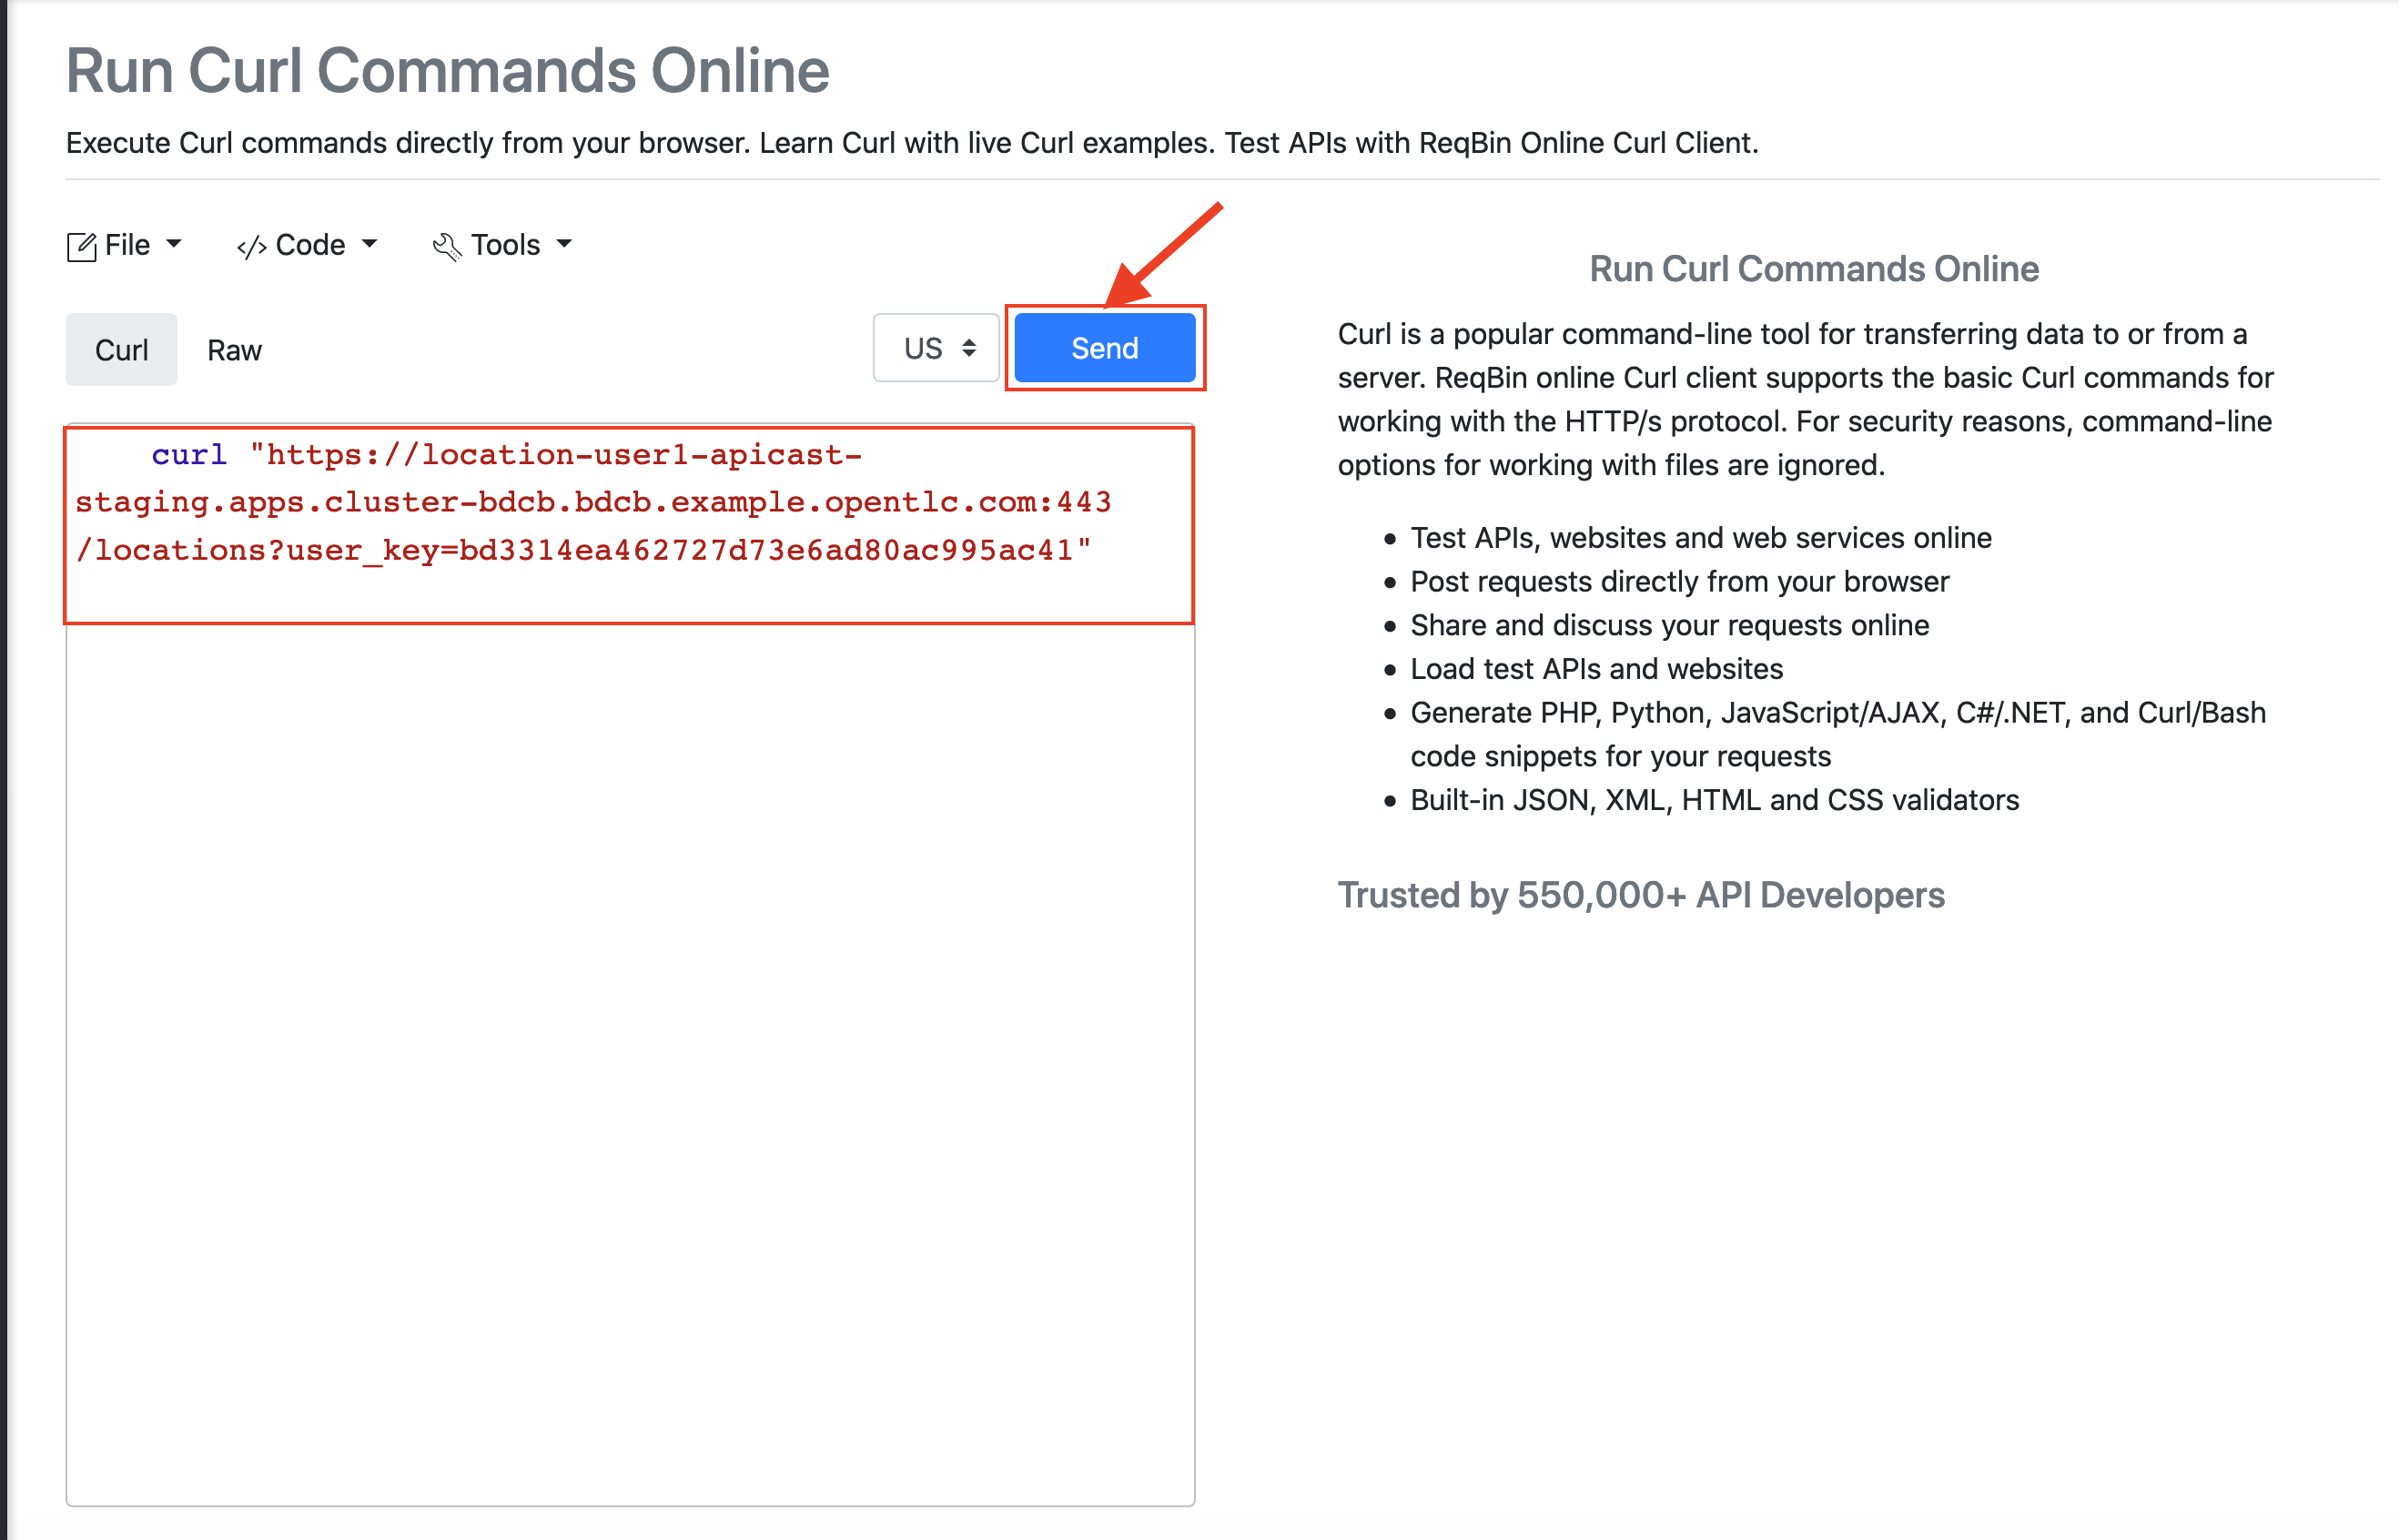 Run Curl Commands Online
Execute Curl commands directly from your browser. Learn Curl with live Curl examples. Test APIs with ReqBin Online Curl Client.
File
</> Code
Tools
Curl
Raw
US
Send
curl "https://location-user1-apicast-
staging.apps.cluster-bdcb.bdcb.example.opentlc.com:443
/locations?user_key=bd3314ea462727d73e6ad80ac995ac41"
Run Curl Commands Online
Curl is a popular command-line tool for transferring data to or from a
server. ReqBin online Curl client supports the basic Curl commands for
working with the HTTP/s protocol. For security reasons, command-line
options for working with files are ignored.
• Test APIs, websites and web services online
• Post requests directly from your browser
• Share and discuss your requests online
• Load test APIs and websites
• Generate PHP, Python, JavaScript/AJAX, C#/.NET, and Curl/Bash
code snippets for your requests
• Built-in JSON, XML, HTML and CSS validators
Trusted by 550,000+ API Developers